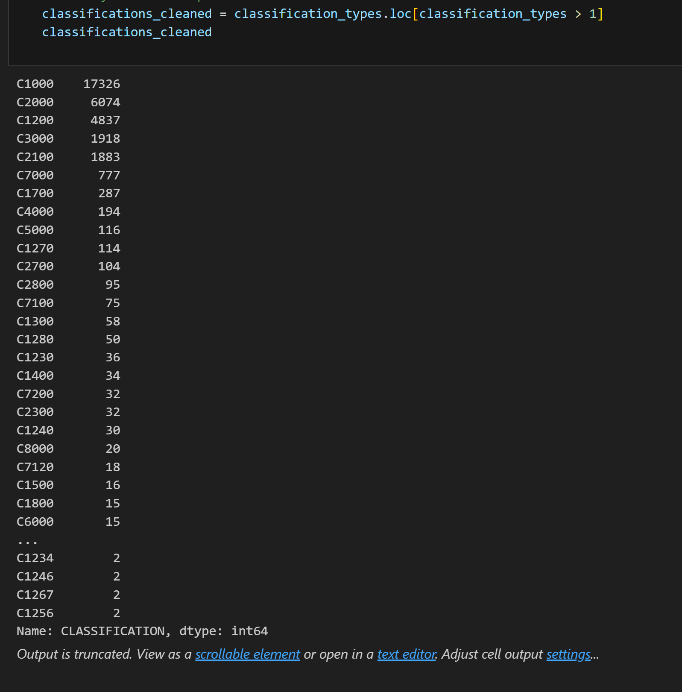 classifications_cleaned = classification_types.loc[classification_types > 1]
classifications_cleaned
C1000    17326
C2000     6074
C1200     4837
C3000     1918
C2100     1883
C7000      777
C1700      287
C4000      194
C5000      116
C1270      114
C2700      104
C2800       95
C7100       75
C1300       58
C1280       50
C1230       36
C1400       34
C7200       32
C2300       32
C1240       30
C8000       20
C7120       18
C1500       16
C1800       15
C6000       15
...
C1234        2
C1246        2
C1267        2
C1256        2
Name: CLASSIFICATION, dtype: int64
Output is truncated. View as a scrollable element or open in a text editor. Adjust cell output settings...